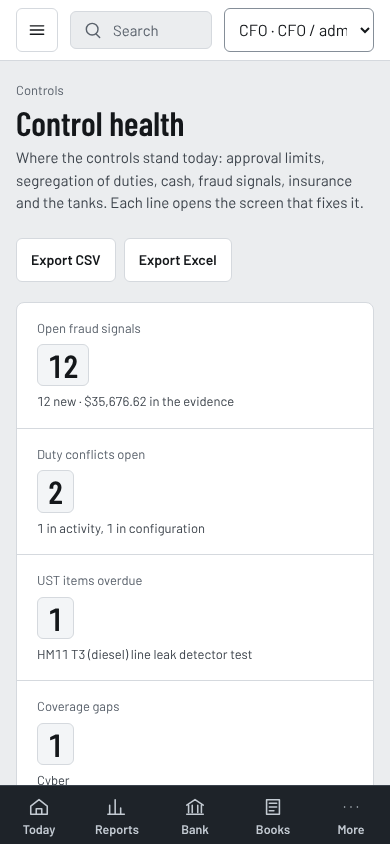 Search
CFO · CFO / adm
Controls
Control health
Where the controls stand today: approval limits,
segregation of duties, cash, fraud signals, insurance
and the tanks. Each line opens the screen that fixes it.
Export CSV
Export Excel
Open fraud signals
12
12 new · $35,676.62 in the evidence
Duty conflicts open
2
1 in activity, 1 in configuration
UST items overdue
1
HM11 T3 (diesel) line leak detector test
Coverage gaps
1
Cyber
Today
Reports
Bank
Books
More